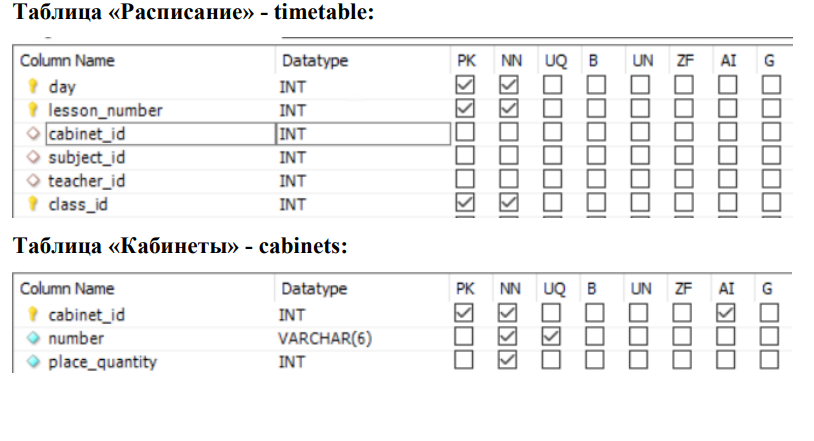 Таблица «Расписание» - timetable:
Column Name Datatype PK NN UQ B UN ZF AI G
day INT
lesson_number INT
cabinet_id INT
subject_id INT
teacher_id INT
class_id INT
Таблица «Кабинеты» - cabinets:
Column Name Datatype PK NN UQ B UN ZF AI G
cabinet_id INT
number VARCHAR(6)
place_quantity INT